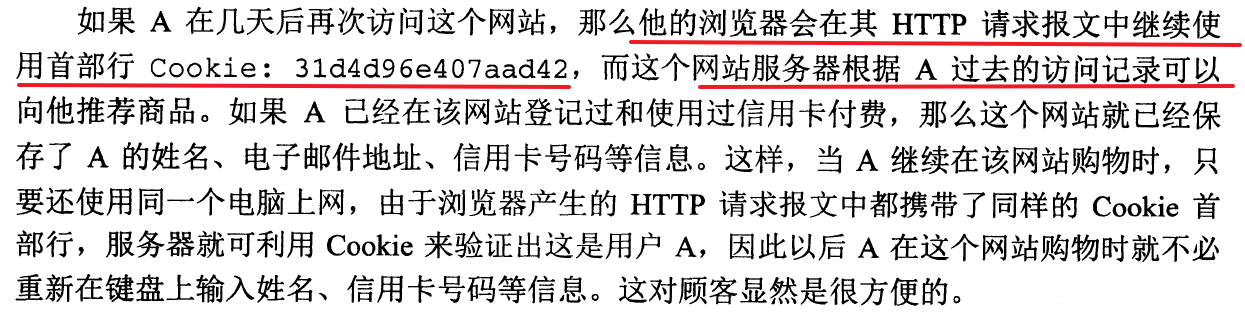 如果 A 在几天后再次访问这个网站，那么他的浏览器会在其 HTTP 请求报文中继续使
用首部行 Cookie: 31d4d96e407aad42，而这个网站服务器根据 A 过去的访问记录可以
向他推荐商品。如果 A 已经在该网站登记过和使用过信用卡付费，那么这个网站就已经保
存了 A 的姓名、电子邮件地址、信用卡号码等信息。这样，当 A 继续在该网站购物时，只
要还使用同一个电脑上网，由于浏览器产生的 HTTP 请求报文中都携带了同样的 Cookie 首
部行，服务器就可利用 Cookie 来验证出这是用户 A，因此以后 A 在这个网站购物时就不必
重新在键盘上输入姓名、信用卡号码等信息。这对顾客显然是很方便的。